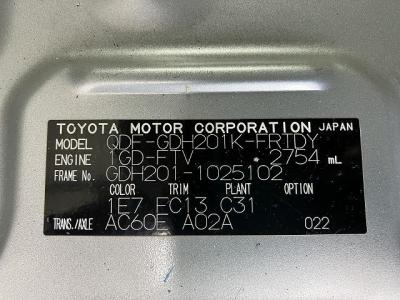 TOYOTA MOTOR CORPORATION JAPAN
MODEL QDF-GDH201K-FRTDY
ENGINE 1GD-FTV • 2754 mL
FRAME No. GDH201-1025102
COLOR TRIM PLANT OPTION
1E7 FC13 C31
TRANS./AXLE AC60E A02A 022